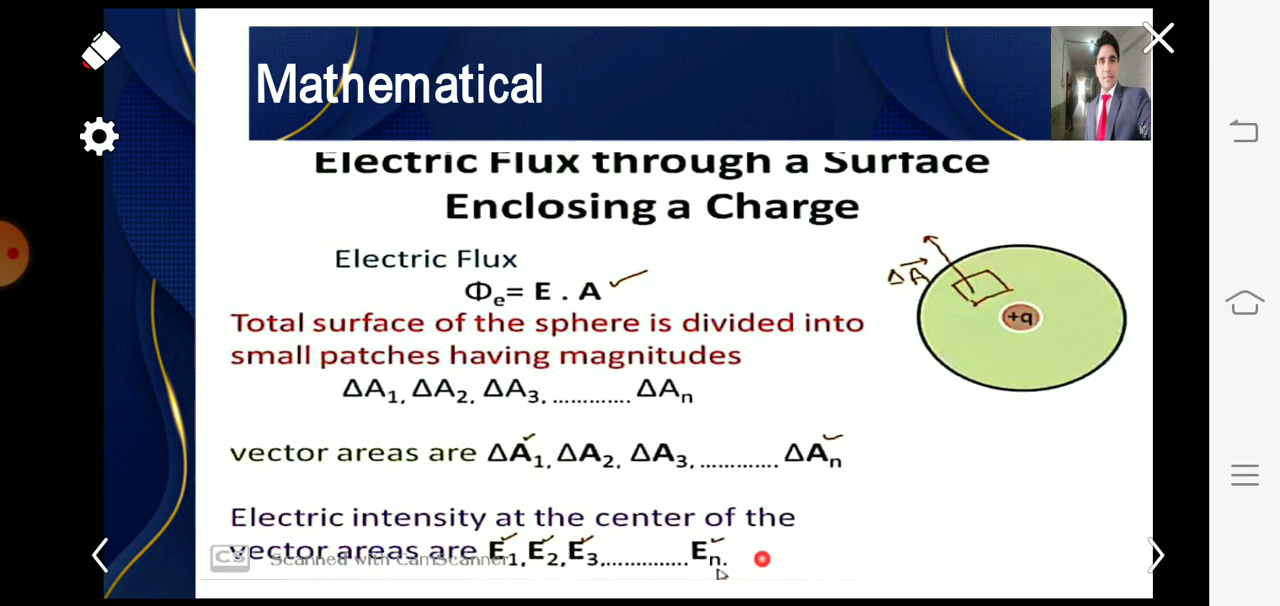 Mathematical
Electric Flux through a Surface
Enclosing a Charge
Electric Flux
Φe= E . A
Total surface of the sphere is divided into
small patches having magnitudes
ΔA1, ΔA2, ΔA3, ............. ΔAn
vector areas are ΔA1, ΔA2, ΔA3, ............. ΔAn
Electric intensity at the center of the
vector areas are E1,E2,E3,..............En.
CS Scanned with CamScanner
ΔA
+q